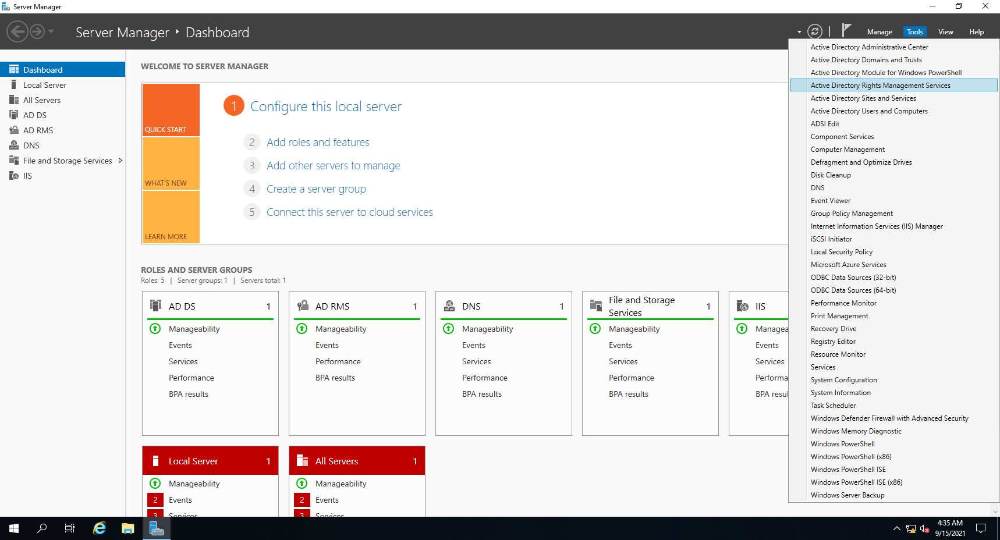 Server Manager
Server Manager ‣ Dashboard
Manage
Tools
View
Help
Dashboard
Local Server
All Servers
AD DS
AD RMS
DNS
File and Storage Services
IIS
WELCOME TO SERVER MANAGER
QUICK START
WHAT'S NEW
LEARN MORE
1 Configure this local server
2 Add roles and features
3 Add other servers to manage
4 Create a server group
5 Connect this server to cloud services
ROLES AND SERVER GROUPS
Roles: 5 | Server groups: 1 | Servers total: 1
AD DS 1
Manageability
Events
Services
Performance
BPA results
AD RMS 1
Manageability
Events
Performance
BPA results
DNS 1
Manageability
Events
Services
Performance
BPA results
File and Storage
Services 1
Manageability
Events
Services
Performance
BPA results
IIS
Managea
Events
Services
Performa
BPA resul
Local Server 1
Manageability
2 Events
3 Services
All Servers 1
Manageability
2 Events
3 Services
Active Directory Administrative Center
Active Directory Domains and Trusts
Active Directory Module for Windows PowerShell
Active Directory Rights Management Services
Active Directory Sites and Services
Active Directory Users and Computers
ADSI Edit
Component Services
Computer Management
Defragment and Optimize Drives
Disk Cleanup
DNS
Event Viewer
Group Policy Management
Internet Information Services (IIS) Manager
iSCSI Initiator
Local Security Policy
Microsoft Azure Services
ODBC Data Sources (32-bit)
ODBC Data Sources (64-bit)
Performance Monitor
Print Management
Recovery Drive
Registry Editor
Resource Monitor
Services
System Configuration
System Information
Task Scheduler
Windows Defender Firewall with Advanced Security
Windows Memory Diagnostic
Windows PowerShell
Windows PowerShell (x86)
Windows PowerShell ISE
Windows PowerShell ISE (x86)
Windows Server Backup
4:35 AM
9/15/2021